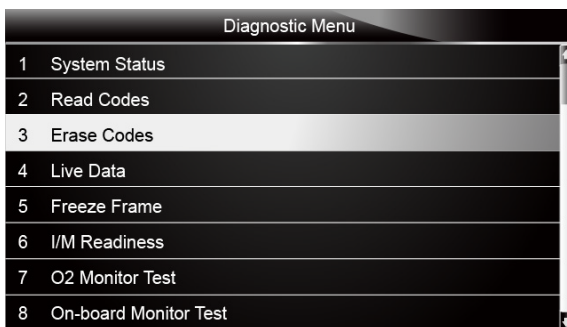 Diagnostic Menu
1 System Status
2 Read Codes
3 Erase Codes
4 Live Data
5 Freeze Frame
6 I/M Readiness
7 O2 Monitor Test
8 On-board Monitor Test